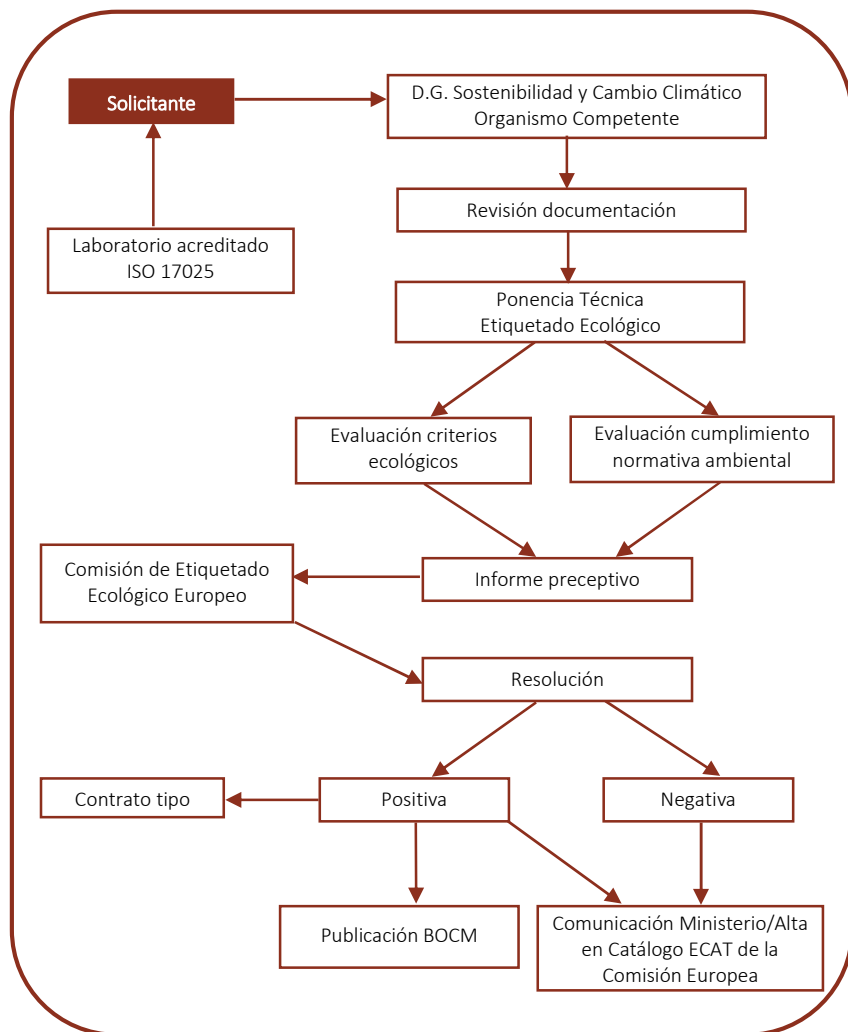 Solicitante
D.G. Sostenibilidad y Cambio Climático
Organismo Competente
Revisión documentación
Laboratorio acreditado
ISO 17025
Ponencia Técnica
Etiquetado Ecológico
Evaluación criterios
ecológicos
Evaluación cumplimiento
normativa ambiental
Comisión de Etiquetado
Ecológico Europeo
Informe preceptivo
Resolución
Contrato tipo
Positiva
Negativa
Publicación BOCM
Comunicación Ministerio/Alta
en Catálogo ECAT de la
Comisión Europea